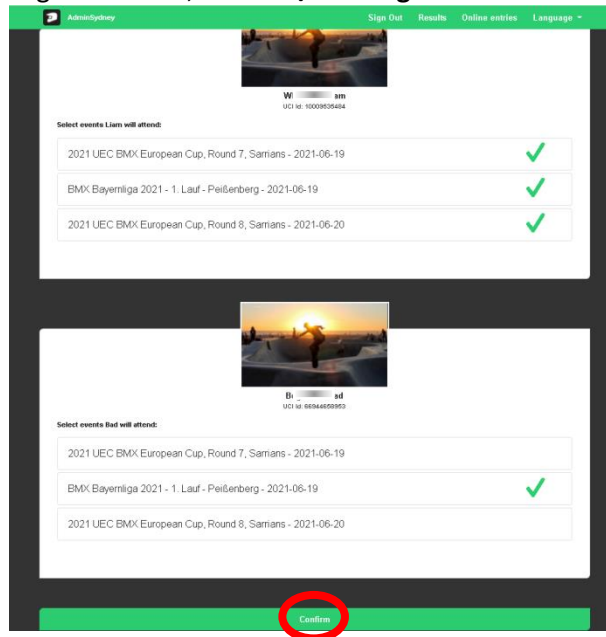 AdminSydney Sign Out Results Online entries Language
UCI Id: 10009535484
Select events Liam will attend:
2021 UEC BMX European Cup, Round 7, Sarrians - 2021-06-19
BMX Bayernliga 2021 - 1. Lauf - Peißenberg - 2021-06-19
2021 UEC BMX European Cup, Round 8, Sarrians - 2021-06-20
UCI Id: 66944658953
Select events Bad will attend:
2021 UEC BMX European Cup, Round 7, Sarrians - 2021-06-19
BMX Bayernliga 2021 - 1. Lauf - Peißenberg - 2021-06-19
2021 UEC BMX European Cup, Round 8, Sarrians - 2021-06-20
Confirm